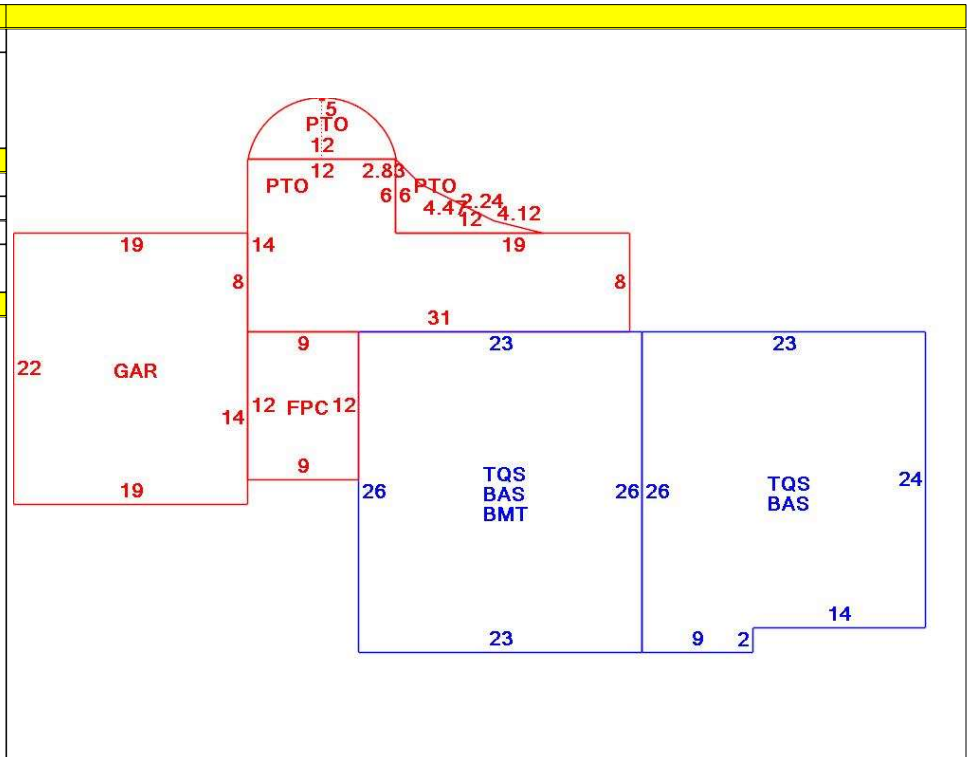 5
PTO
12
12 2.83
PTO PTO
6 6 2.24
4.47 4.12
12
19 14 19
8 8
31
9 23 23
22 GAR
12 FPC 12
14
9
TQS TQS 24
26 BAS 26 26 BAS
BMT
19
14
23 9 2